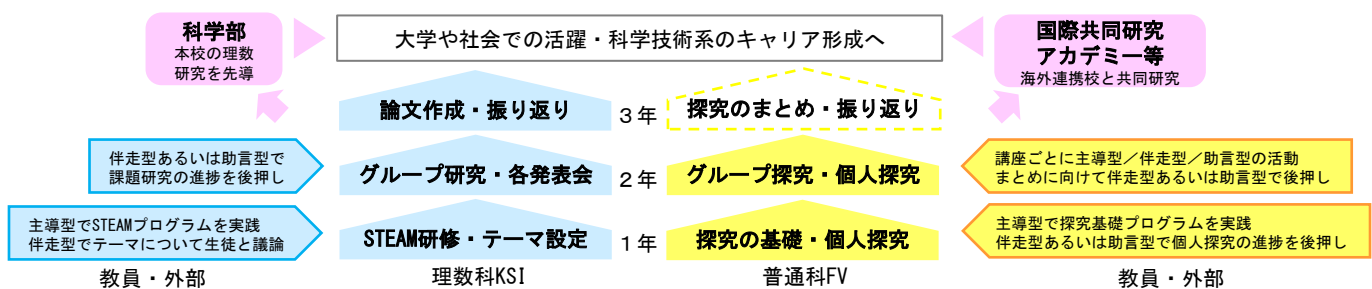 科学部
本校の理数
研究を先導
大学や社会での活躍・科学技術系のキャリア形成へ
国際共同研究
アカデミー等
海外連携校と共同研究
論文作成・振り返り
3年
探究のまとめ・振り返り
伴走型あるいは助言型で
課題研究の進捗を後押し
グループ研究・各発表会
2年
グループ探究・個人探究
講座ごとに主導型／伴走型／助言型の活動
まとめに向けて伴走型あるいは助言型で後押し
主導型でSTEAMプログラムを実践
伴走型でテーマについて生徒と議論
STEAM研修・テーマ設定
1年
探究の基礎・個人探究
主導型で探究基礎プログラムを実践
伴走型あるいは助言型で個人探究の進捗を後押し
教員・外部
理数科KSI
普通科FV
教員・外部